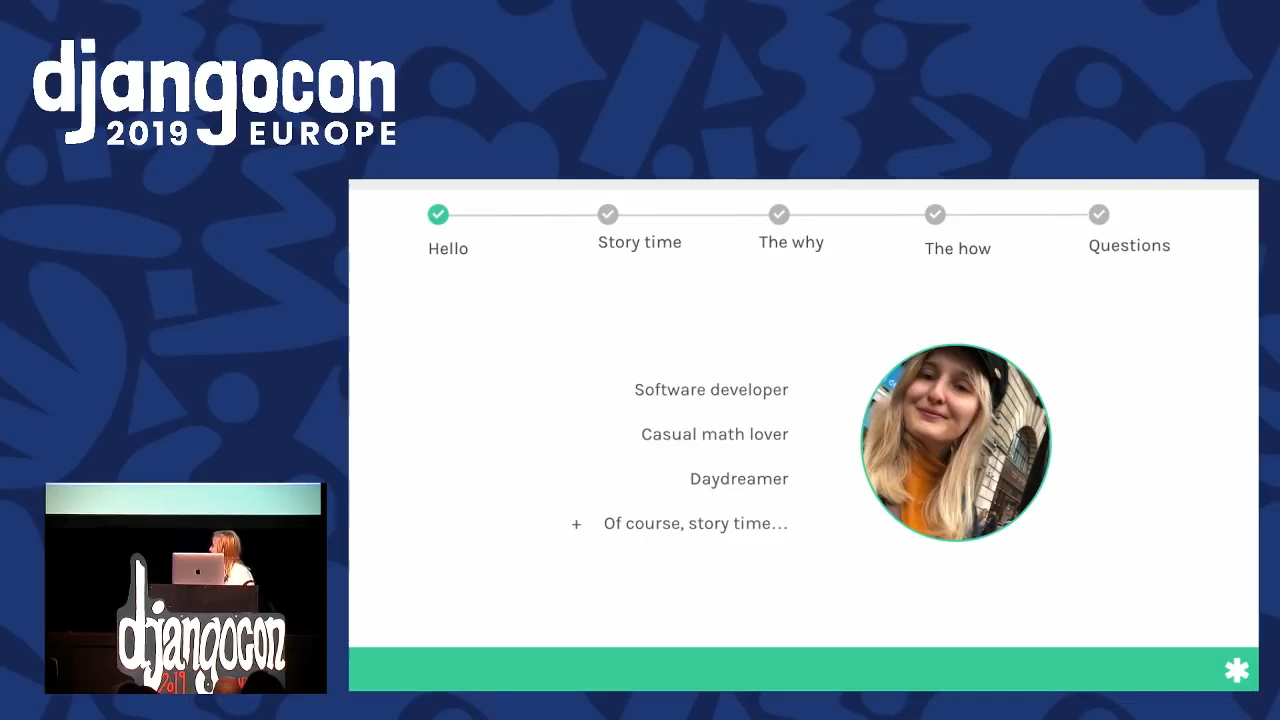 djangocon
2019 EUROPE
Hello
Story time
The why
The how
Questions
Software developer
Casual math lover
Daydreamer
+ Of course, story time...
djangocon
2019